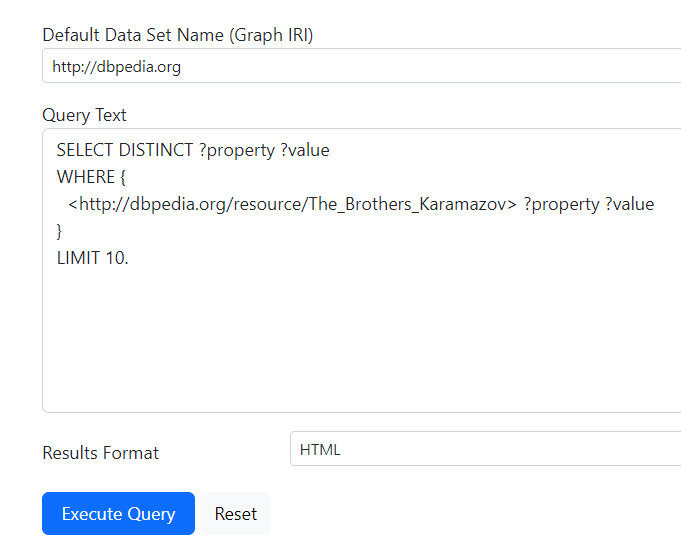 Default Data Set Name (Graph IRI)
http://dbpedia.org
Query Text
SELECT DISTINCT ?property ?value
WHERE {
<http://dbpedia.org/resource/The_Brothers_Karamazov> ?property ?value
}
LIMIT 10.
Results Format
HTML
Execute Query
Reset